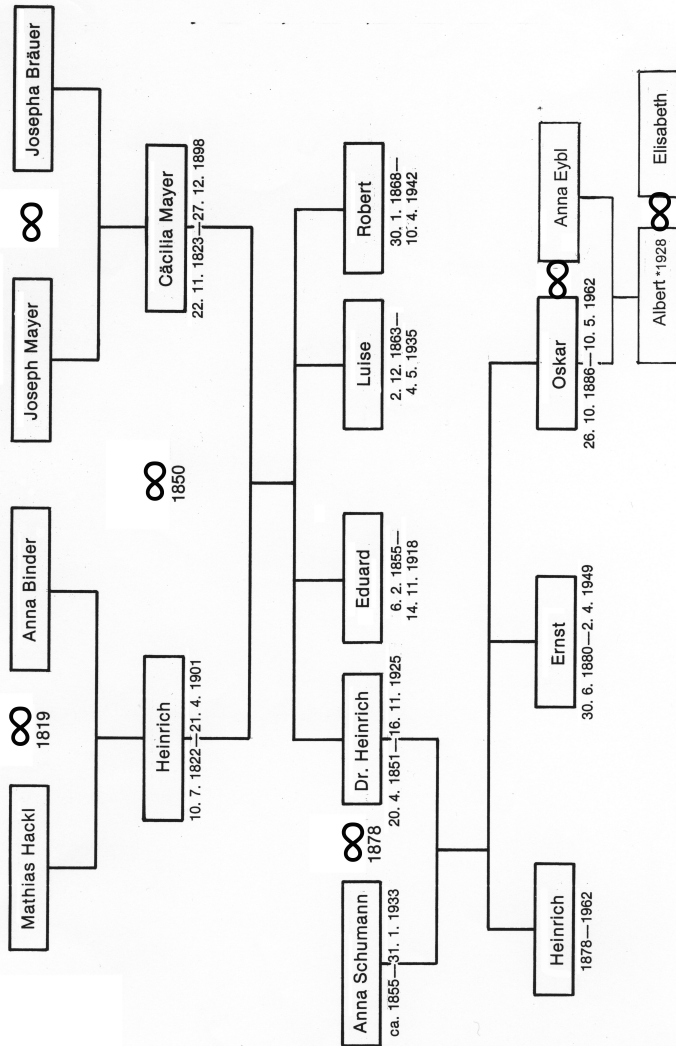 Mathias Hackl
∞
1819
Anna Binder
Joseph Mayer
∞
Josepha Bräuer
Heinrich
10. 7. 1822—21. 4. 1901
∞
1850
Cäcilia Mayer
22. 11. 1823—27. 12. 1898
Anna Schumann
ca. 1855—31. 1. 1933
∞
1878
Dr. Heinrich
20. 4. 1851—16. 11. 1925
Eduard
6. 2. 1855—
14. 11. 1918
Luise
2. 12. 1863—
4. 5. 1935
Robert
30. 1. 1868—
10. 4. 1942
Heinrich
1878—1962
Ernst
30. 6. 1880—2. 4. 1949
Oskar
26. 10. 1886—10. 5. 1962
∞
Anna Eybl
Albert *1928
∞
Elisabeth